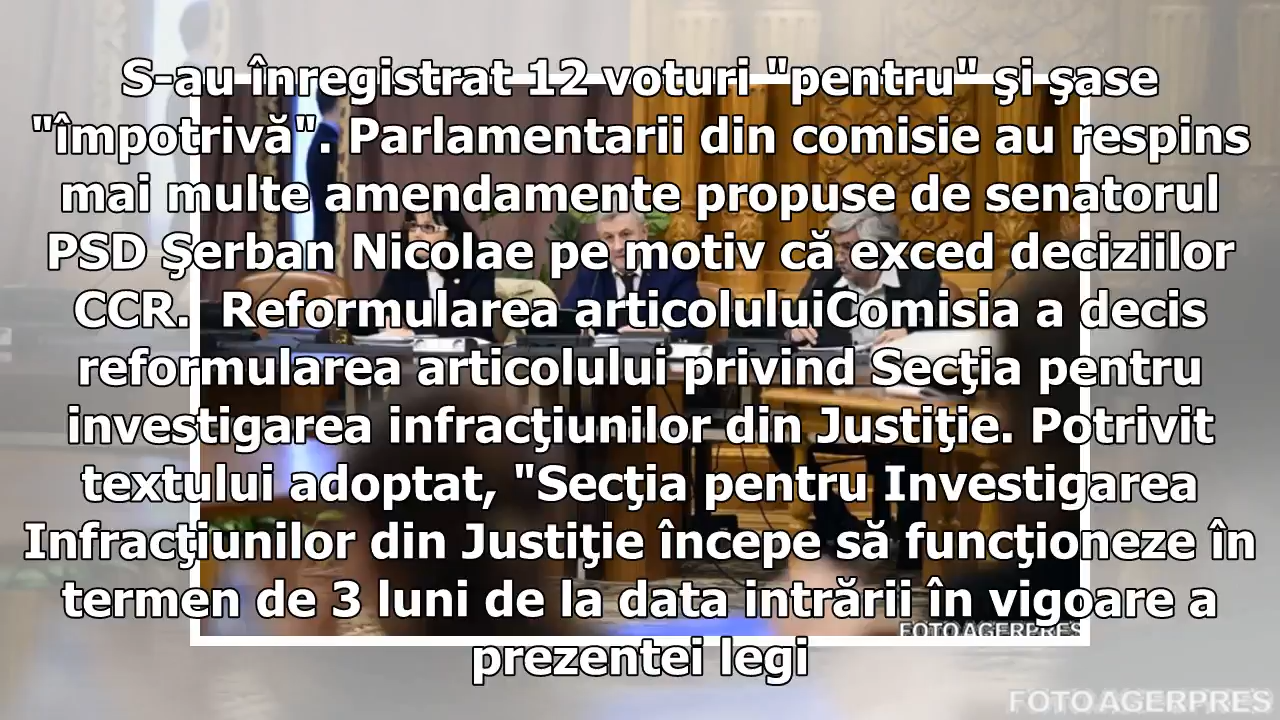 S-au înregistrat 12 voturi "pentru" şi şase
"împotrivă". Parlamentarii din comisie au respins
mai multe amendamente propuse de senatorul
PSD Şerban Nicolae pe motiv că exced deciziilor
CCR.  Reformularea articoluluiComisia a decis
reformularea articolului privind Secţia pentru
investigarea infracţiunilor din Justiţie. Potrivit
textului adoptat, "Secţia pentru Investigarea
Infracţiunilor din Justiţie începe să funcţioneze în
termen de 3 luni de la data intrării în vigoare a
FOTO AGERPRES
prezentei legi
FOTO AGERPRES